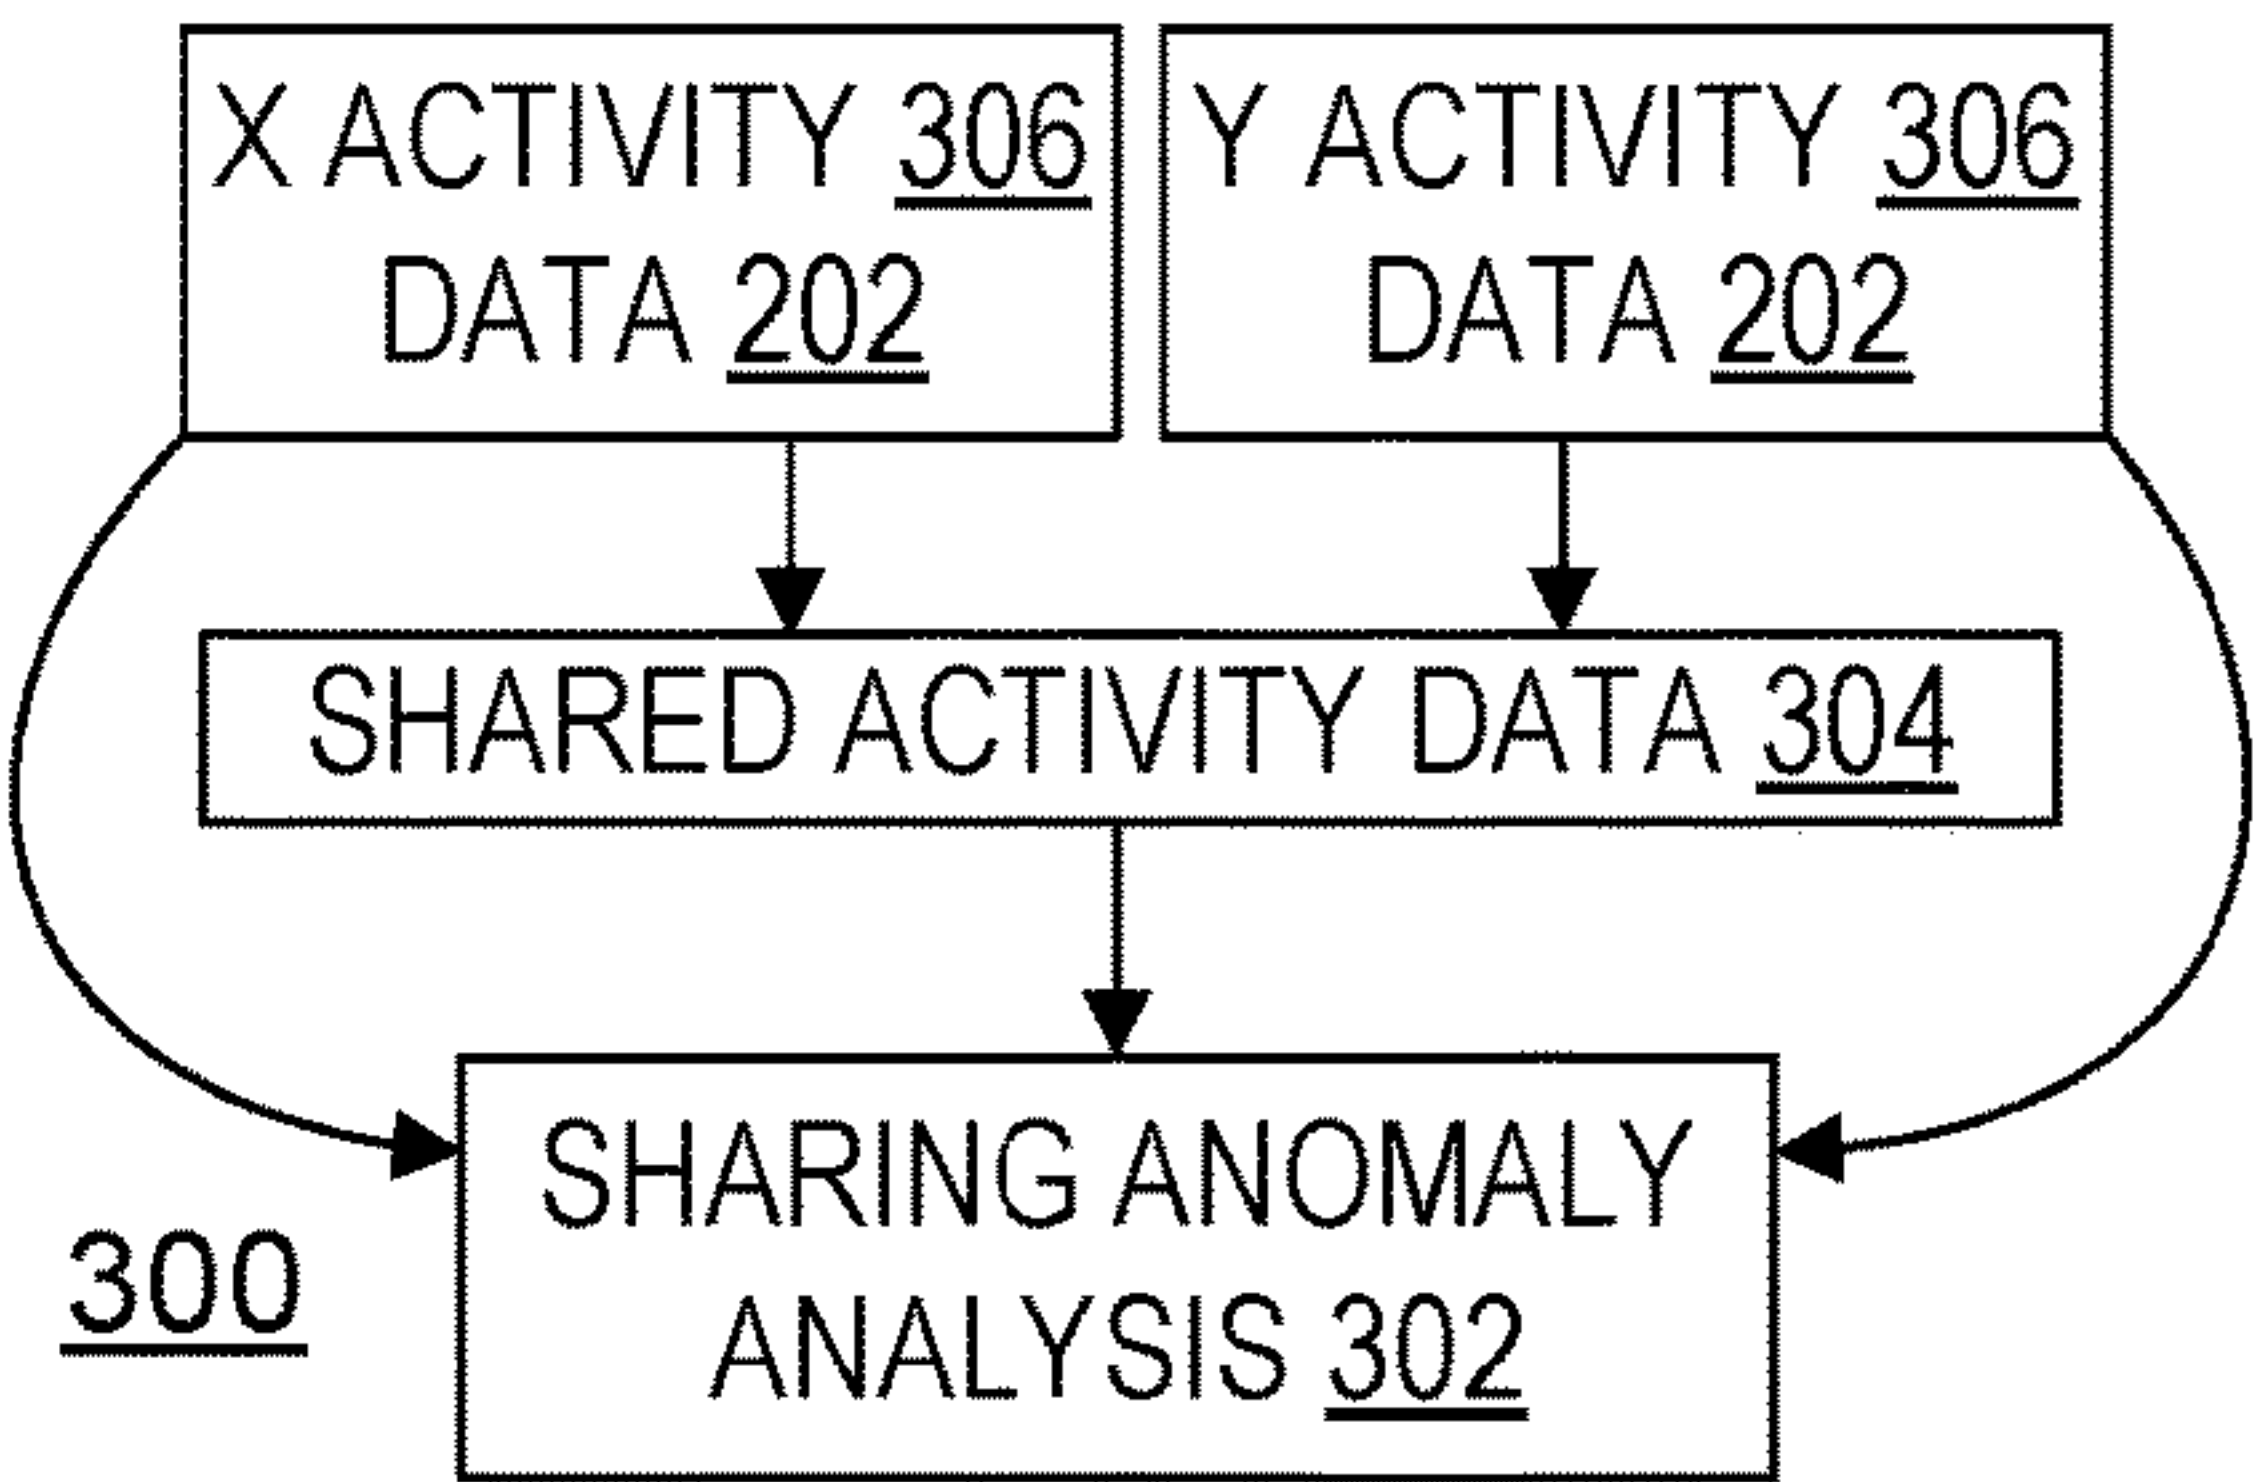 X ACTIVITY 306
DATA 202
Y ACTIVITY 306
DATA 202
SHARED ACTIVITY DATA 304
SHARING ANOMALY
ANALYSIS 302
300